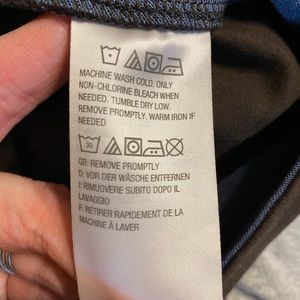 MACHINE WASH COLD. ONLY
NON-CHLORINE BLEACH WHEN
NEEDED. TUMBLE DRY LOW.
REMOVE PROMPTLY. WARM IRON IF
NEEDED
30
GB: REMOVE PROMPTLY
D: VOR DER WÄSCHE ENTFERNEN
I: RIMUOVERE SUBITO DOPO IL
LAVAGGIO
F: RETIRER RAPIDEMENT DE LA
MACHINE À LAVER